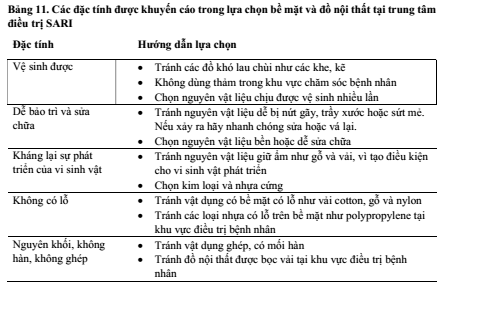 Bảng 11. Các đặc tính được khuyến cáo trong lựa chọn bề mặt và đồ nội thất tại trung tâm
điều trị SARI
Đặc tính Hướng dẫn lựa chọn
Vệ sinh được • Tránh các đồ khó lau chùi như các khe, kẽ
• Không dùng thảm trong khu vực chăm sóc bệnh nhân
• Chọn nguyên vật liệu chịu được vệ sinh nhiều lần
Dễ bảo trì và sửa • Tránh nguyên vật liệu dễ bị nứt gãy, trầy xước hoặc sứt mẻ.
chữa Nếu xảy ra hãy nhanh chóng sửa hoặc vá lại.
• Chọn nguyên vật liệu bền hoặc dễ sửa chữa
Kháng lại sự phát • Tránh nguyên vật liệu giữ ẩm như gỗ và vải, vì tạo điều kiện
triển của vi sinh vật cho vi sinh vật phát triển
• Chọn kim loại và nhựa cứng
Không có lỗ • Tránh vật dụng có bề mặt có lỗ như vải cotton, gỗ và nylon
• Tránh các loại nhựa có lỗ trên bề mặt như polypropylene tại
khu vực điều trị bệnh nhân
Nguyên khối, không • Tránh vật dụng ghép, có mối hàn
hàn, không ghép • Tránh đồ nội thất được bọc vải tại khu vực điều trị bệnh
nhân